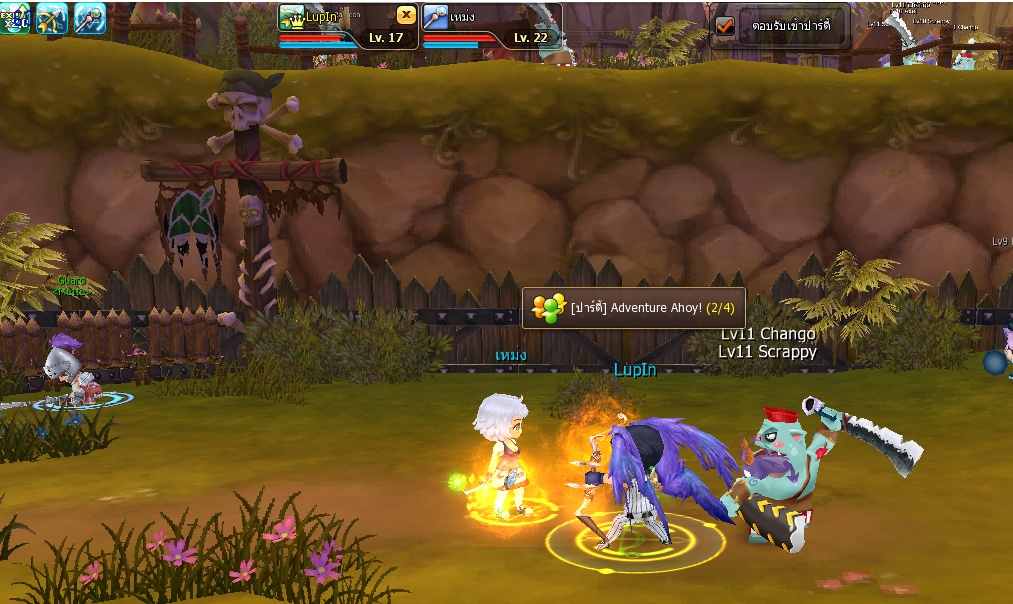 LupIn
Lv. 17
เหม่ง
Lv. 22
ตอบรับเข้าปาร์ตี้
Lv9
Guard
[ปาร์ตี้] Adventure Ahoy! (2/4)
Lv11 Chango
Lv11 Scrappy
เหม่ง
LupIn